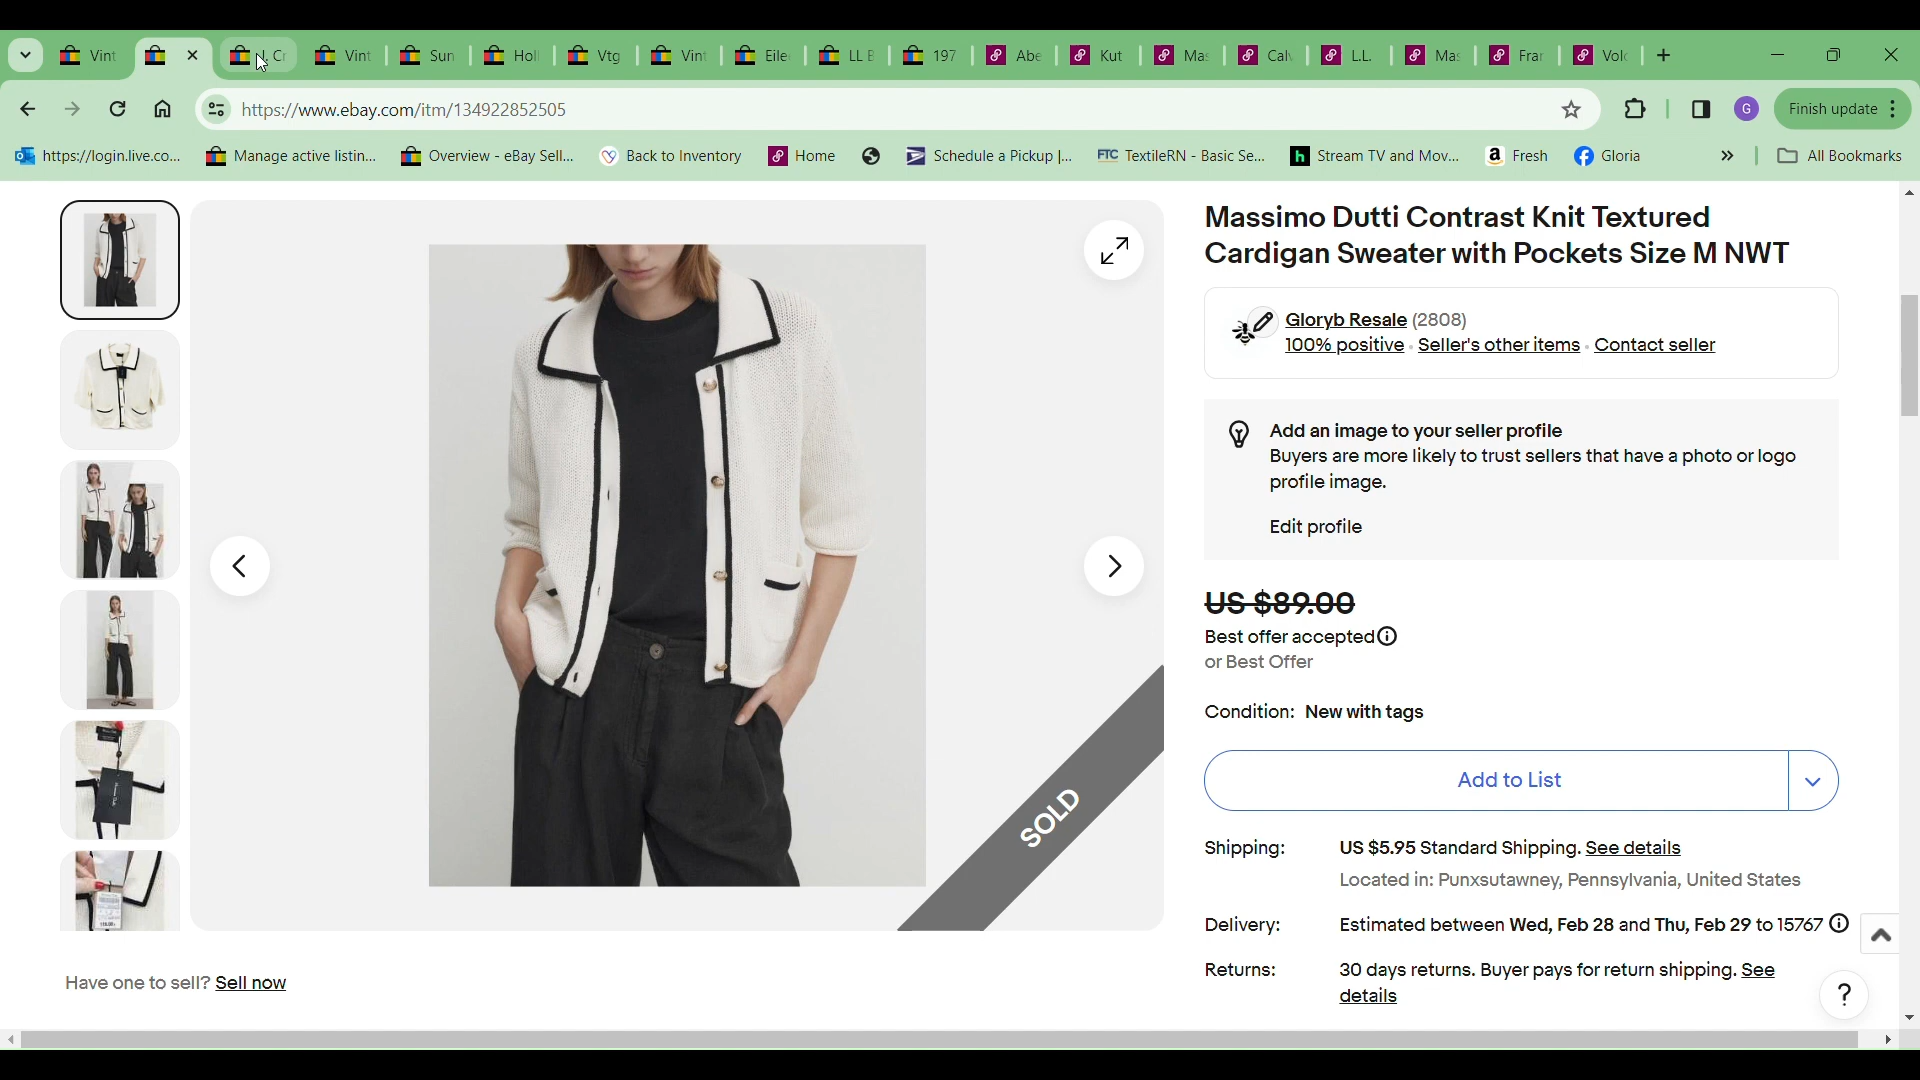 Vint
J. Cr
Vint
Sun
Holl
Vtg
Vint
Eile
LL B
197
Abe
Kut
Mas
Calv
L.L.
Mas
Fran
Volc
https://www.ebay.com/itm/134922852505
G
Finish update
https://login.live.co...
Manage active listin...
Overview - eBay Sell...
Back to Inventory
Home
Schedule a Pickup |...
FTC TextileRN - Basic Se...
h Stream TV and Mov...
a Fresh
Gloria
»
All Bookmarks
Massimo Dutti Contrast Knit Textured
Cardigan Sweater with Pockets Size M NWT
Gloryb Resale (2808)
100% positive · Seller's other items · Contact seller
Add an image to your seller profile
Buyers are more likely to trust sellers that have a photo or logo
profile image.
Edit profile
US $89.00
Best offer accepted
or Best Offer
Condition: New with tags
Add to List
SOLD
Shipping: US $5.95 Standard Shipping. See details
Located in: Punxsutawney, Pennsylvania, United States
Delivery: Estimated between Wed, Feb 28 and Thu, Feb 29 to 15767
Returns: 30 days returns. Buyer pays for return shipping. See
details
Have one to sell? Sell now
?